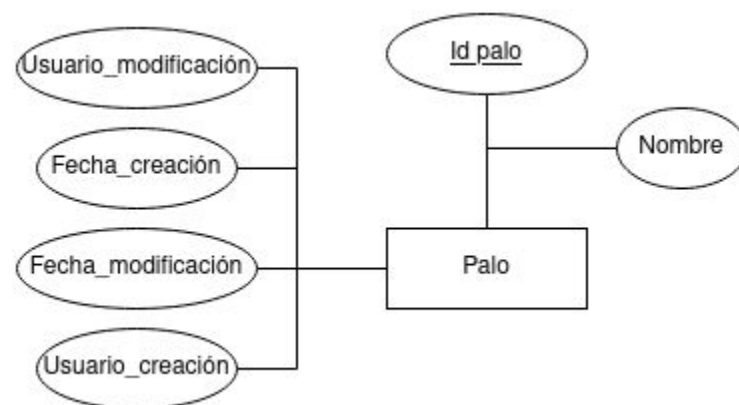 Usuario_modificación
Id palo
Nombre
Fecha_creación
Fecha_modificación
Palo
Usuario_creación